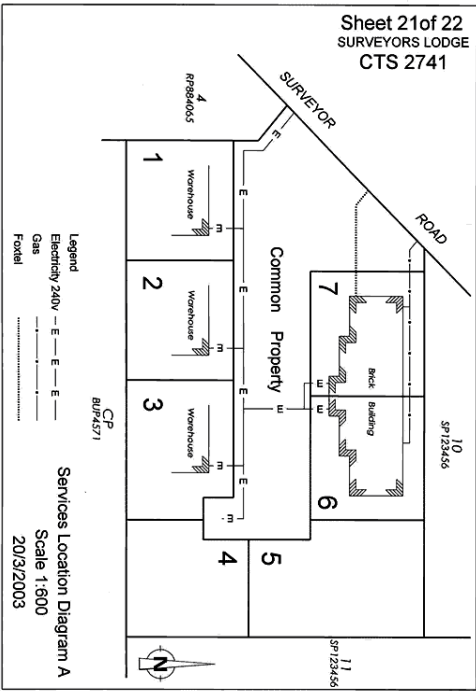 Sheet 21of 22
SURVEYORS LODGE
CTS 2741
SURVEYOR
ROAD
4
RP884065
1
Warehouse
E
E
E
2
Warehouse
E
E
3
Warehouse
E
E
E
Common Property
7
Brick
Building
E
E
E
6
10
SP123456
4
5
11
SP123456
CP
BUP4571
Legend
Electricity 240v — E — E — E —
Gas
Foxtel
Services Location Diagram A
Scale 1:600
20/3/2003
N